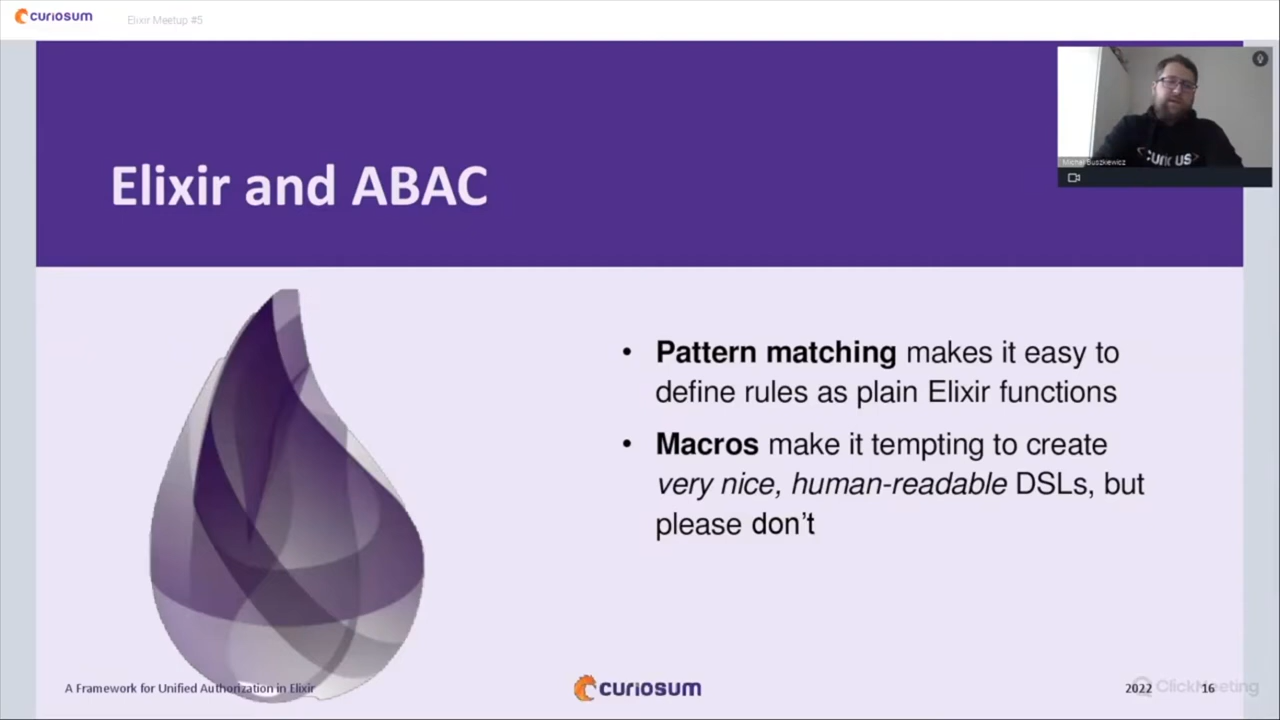 curiosum
Elixir Meetup #5
Michał Buszkewicz
Elixir and ABAC
• Pattern matching makes it easy to
define rules as plain Elixir functions
• Macros make it tempting to create
very nice, human-readable DSLs, but
please don't
A Framework for Unified Authorization in Elixir
curiosum
2022
16
ClickMeeting